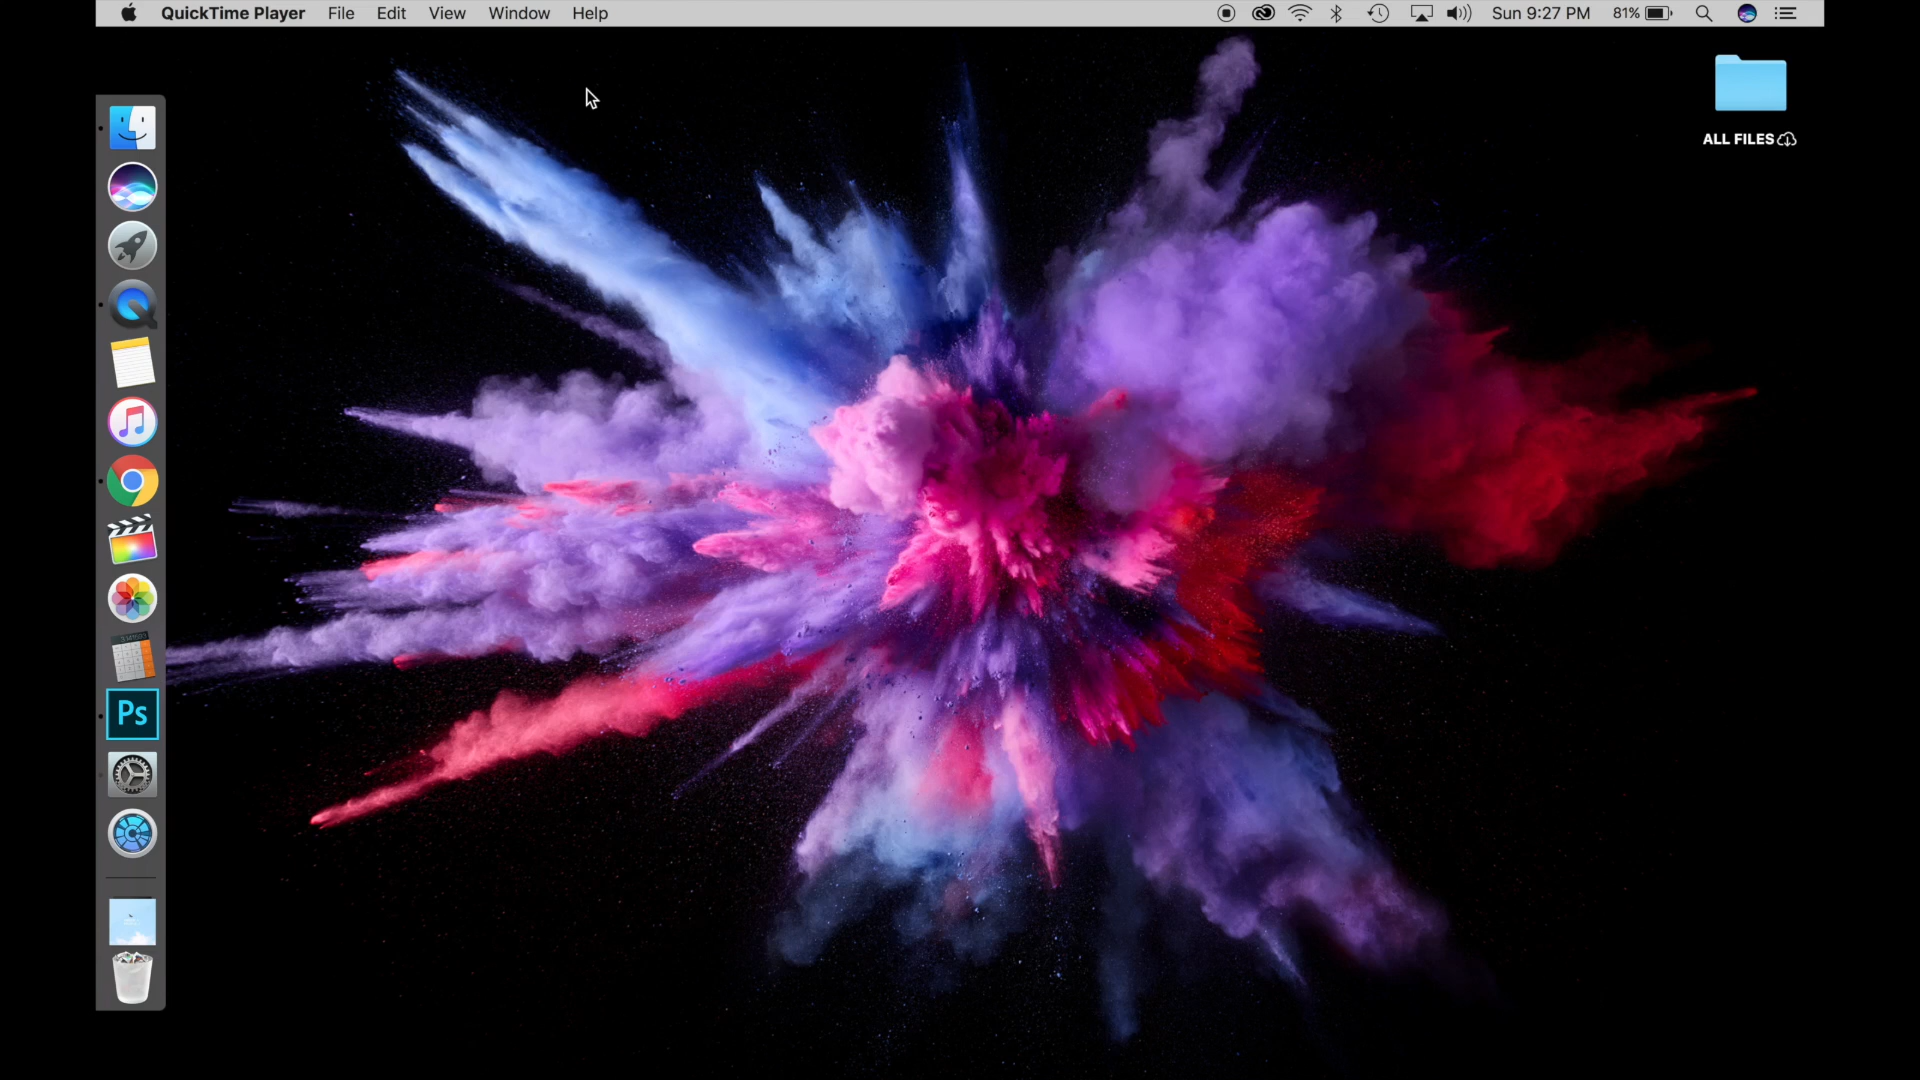 QuickTime Player File Edit View Window Help Sun 9:27 PM 81%
ALL FILES
Ps